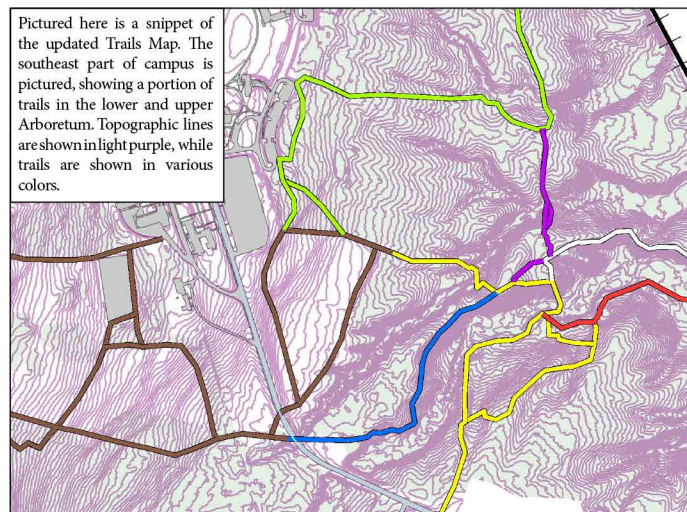 Pictured here is a snippet of
the updated Trails Map. The
southeast part of campus is
pictured, showing a portion of
trails in the lower and upper
Arboretum. Topographic lines
are shown in light purple, while
trails are shown in various
colors.